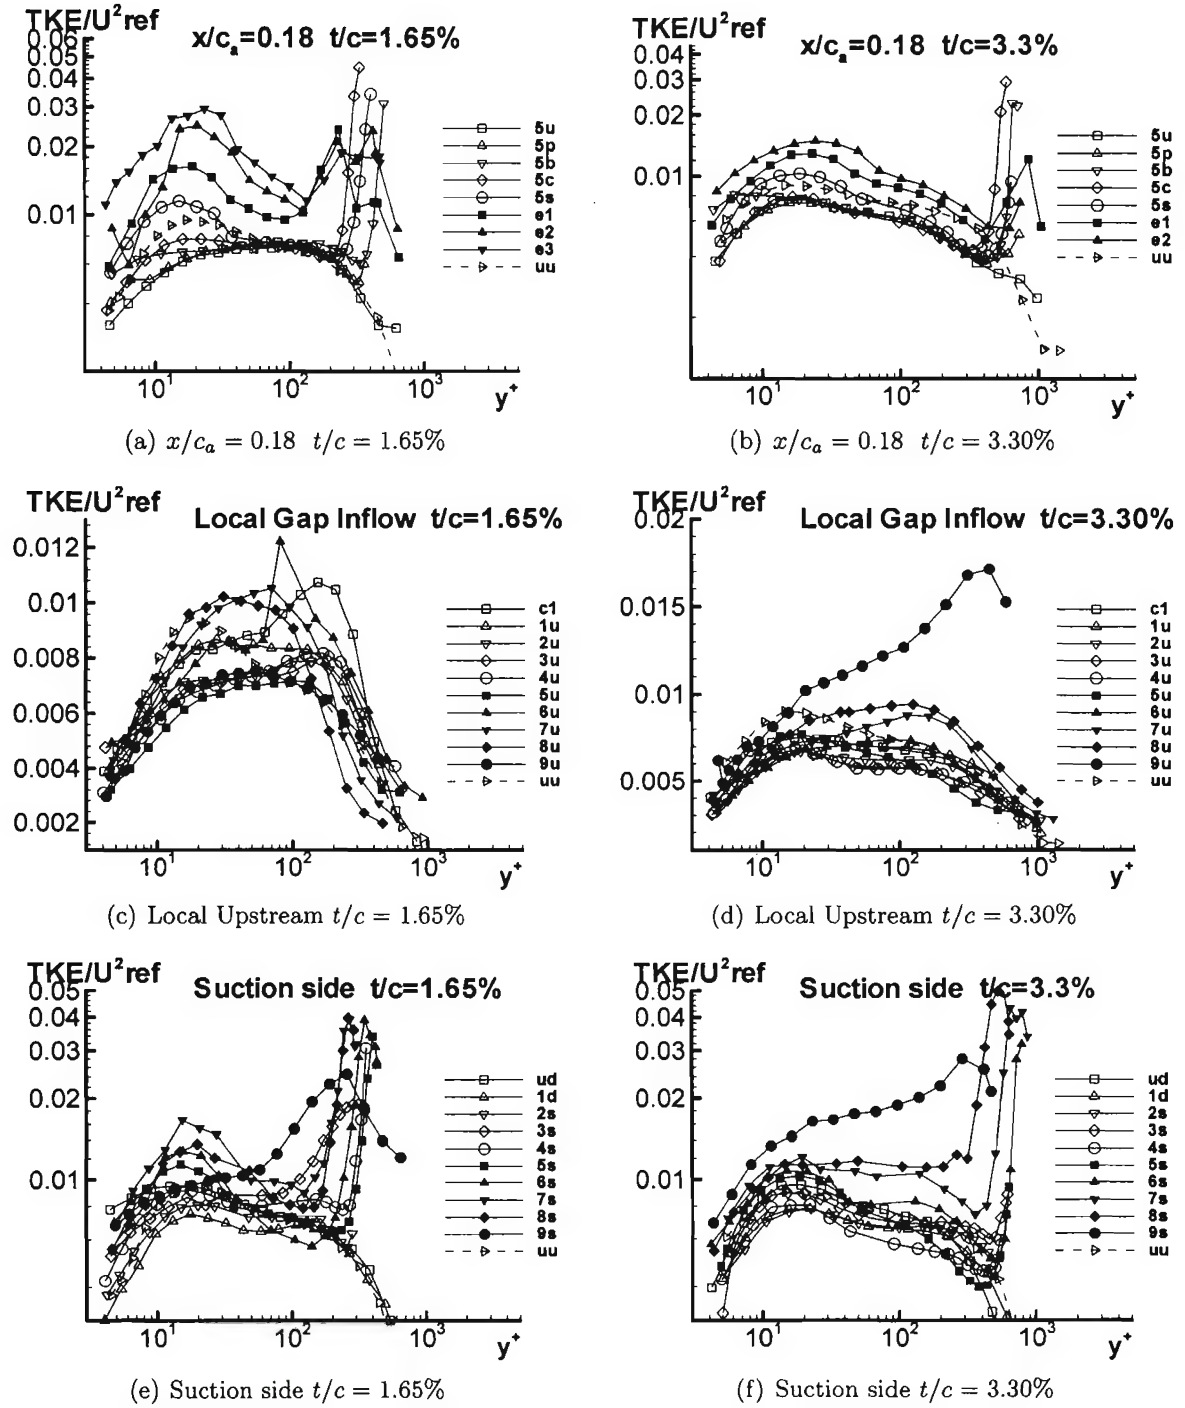 TKE/U²ref
x/cₐ=0.18 t/c=1.65%
0.06
0.05
0.04
0.03
0.02
0.01
5u
5p
5b
5c
5s
e1
e2
e3
uu
10¹
10²
10³
y⁺
(a) x/cₐ = 0.18 t/c = 1.65%
TKE/U²ref
x/cₐ=0.18 t/c=3.3%
0.04
0.03
0.02
0.01
5u
5p
5b
5c
5s
e1
e2
uu
10¹
10²
10³
y⁺
(b) x/cₐ = 0.18 t/c = 3.30%
TKE/U²ref
Local Gap Inflow t/c=1.65%
0.012
0.01
0.008
0.006
0.004
0.002
c1
1u
2u
3u
4u
5u
6u
7u
8u
9u
uu
10¹
10²
10³
y⁺
(c) Local Upstream t/c = 1.65%
TKE/U²ref
Local Gap Inflow t/c=3.30%
0.02
0.015
0.01
0.005
c1
1u
2u
3u
4u
5u
6u
7u
8u
9u
uu
10¹
10²
10³
y⁺
(d) Local Upstream t/c = 3.30%
TKE/U²ref
Suction side t/c=1.65%
0.05
0.04
0.03
0.02
0.01
ud
1d
2s
3s
4s
5s
6s
7s
8s
9s
uu
10¹
10²
10³
y⁺
(e) Suction side t/c = 1.65%
TKE/U²ref
Suction side t/c=3.3%
0.05
0.04
0.03
0.02
0.01
ud
1d
2s
3s
4s
5s
6s
7s
8s
9s
uu
10¹
10²
10³
y⁺
(f) Suction side t/c = 3.30%